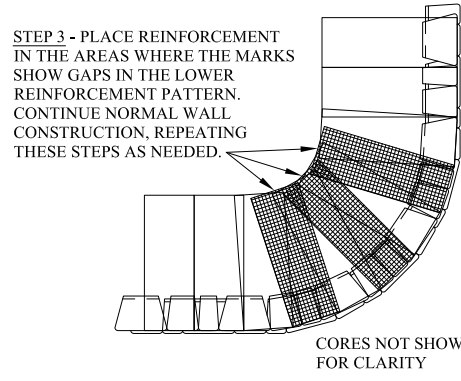 STEP 3 - PLACE REINFORCEMENT
IN THE AREAS WHERE THE MARKS
SHOW GAPS IN THE LOWER
REINFORCEMENT PATTERN.
CONTINUE NORMAL WALL
CONSTRUCTION, REPEATING
THESE STEPS AS NEEDED.
CORES NOT SHOW
FOR CLARITY